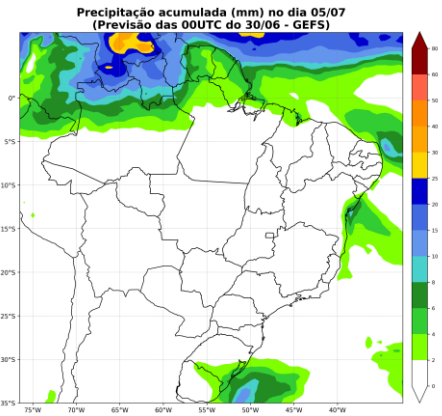 Precipitação acumulada (mm) no dia 05/07
(Previsão das 00UTC do 30/06 - GEFS)
80
60
50
40
30
25
20
15
10
8
6
4
2
0
0°
5°S
10°S
15°S
20°S
25°S
30°S
35°S
75°W
70°W
65°W
60°W
55°W
50°W
45°W
40°W